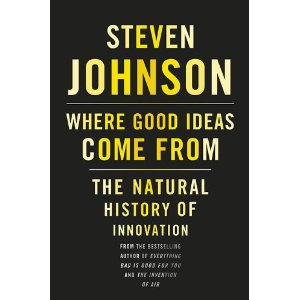 STEVEN
JOHNSON
WHERE GOOD IDEAS
COME FROM
THE NATURAL
HISTORY OF
INNOVATION
FROM THE BESTSELLING
AUTHOR OF EVERYTHING
BAD IS GOOD FOR YOU
AND THE INVENTION
OF AIR